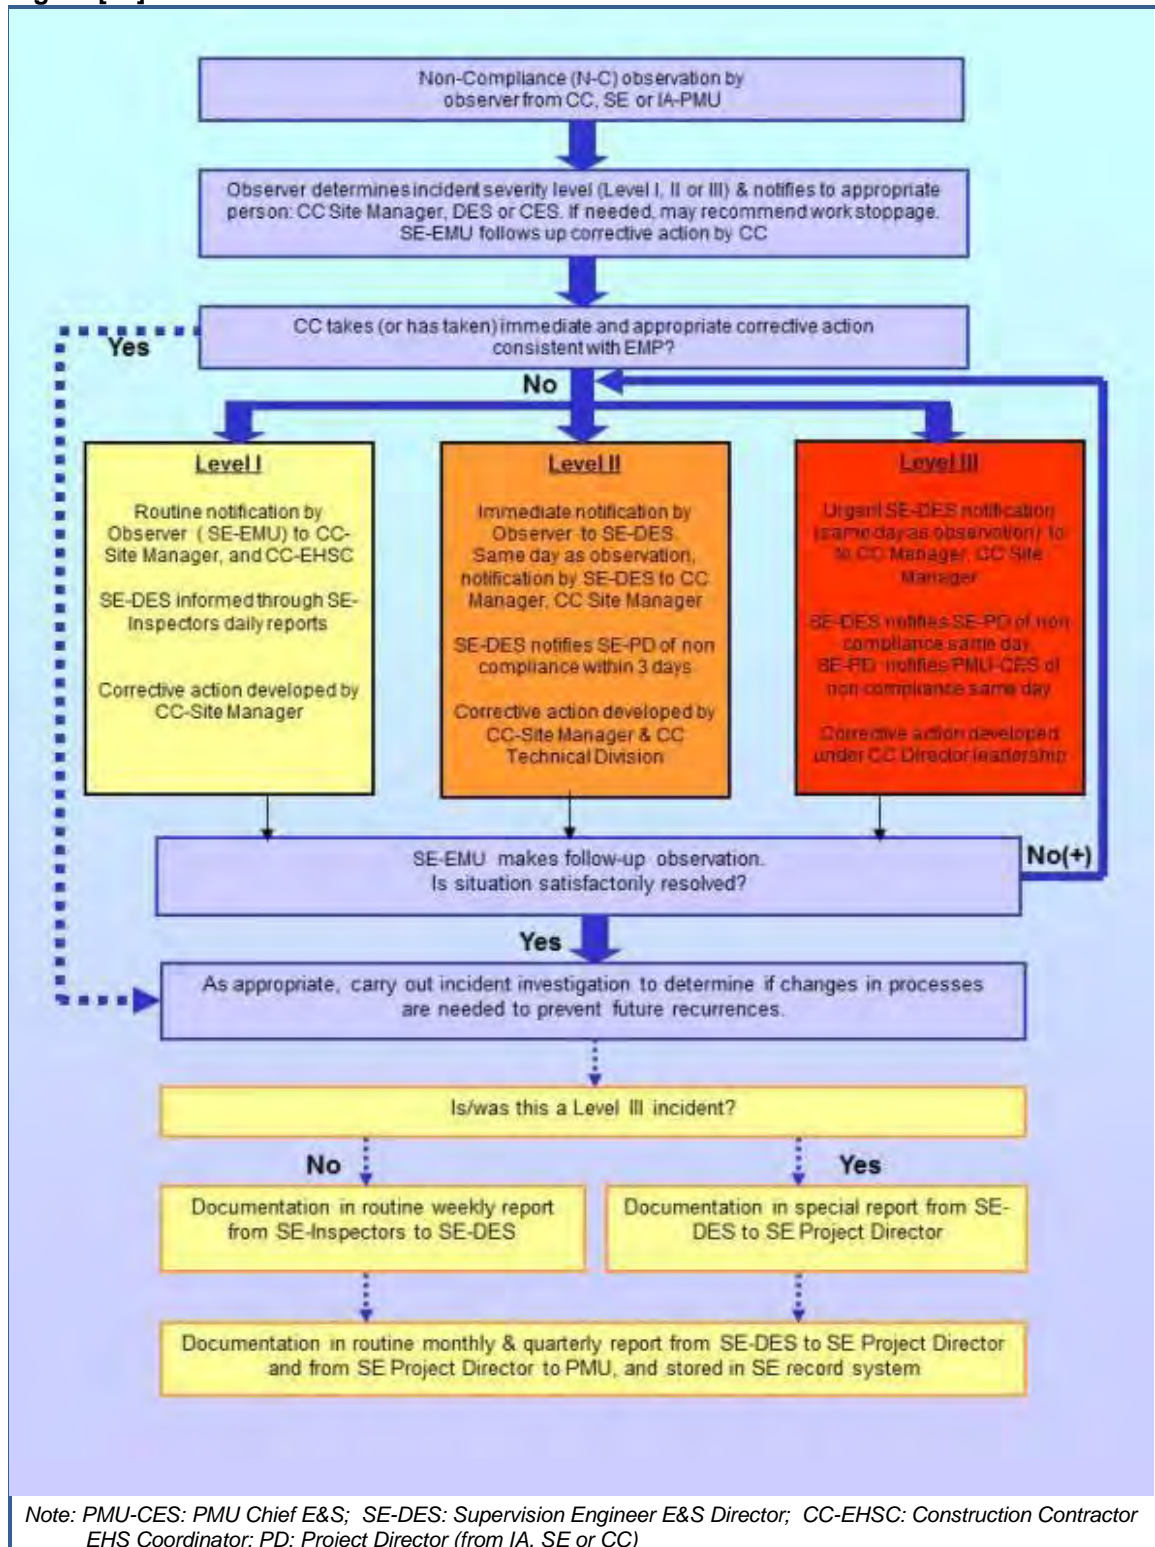 Non-Compliance (N-C) observation by
observer from CC, SE or IA-PMU
Observer determines incident severity level (Level I, II or III) & notifies to appropriate
person: CC Site Manager, DES or CES. If needed, may recommend work stoppage.
SE-EMU follows up corrective action by CC
CC takes (or has taken) immediate and appropriate corrective action
consistent with EMP?
Yes
No
Level I
Routine notification by
Observer ( SE-EMU) to CC-
Site Manager, and CC-EHSC
SE-DES informed through SE-
Inspectors daily reports
Corrective action developed by
CC-Site Manager
Level II
Immediate notification by
Observer to SE-DES.
Same day as observation,
notification by SE-DES to CC
Manager, CC Site Manager
SE-DES notifies SE-PD of non
compliance within 3 days
Corrective action developed by
CC-Site Manager & CC
Technical Division
Level III
Urgent SE-DES notification
(same day as observation) to
to CC Manager, CC Site
Manager
SE-DES notifies SE-PD of non
compliance same day
SE-PD notifies PMU-CES of
non compliance same day
Corrective action developed
under CC Director leadership
SE-EMU makes follow-up observation.
Is situation satisfactorily resolved?
No(+)
Yes
As appropriate, carry out incident investigation to determine if changes in processes
are needed to prevent future recurrences.
Is/was this a Level III incident?
No
Yes
Documentation in routine weekly report
from SE-Inspectors to SE-DES
Documentation in special report from SE-
DES to SE Project Director
Documentation in routine monthly & quarterly report from SE-DES to SE Project Director
and from SE Project Director to PMU, and stored in SE record system
Note: PMU-CES: PMU Chief E&S; SE-DES: Supervision Engineer E&S Director; CC-EHSC: Construction Contractor
EHS Coordinator; PD: Project Director (from IA, SE or CC)